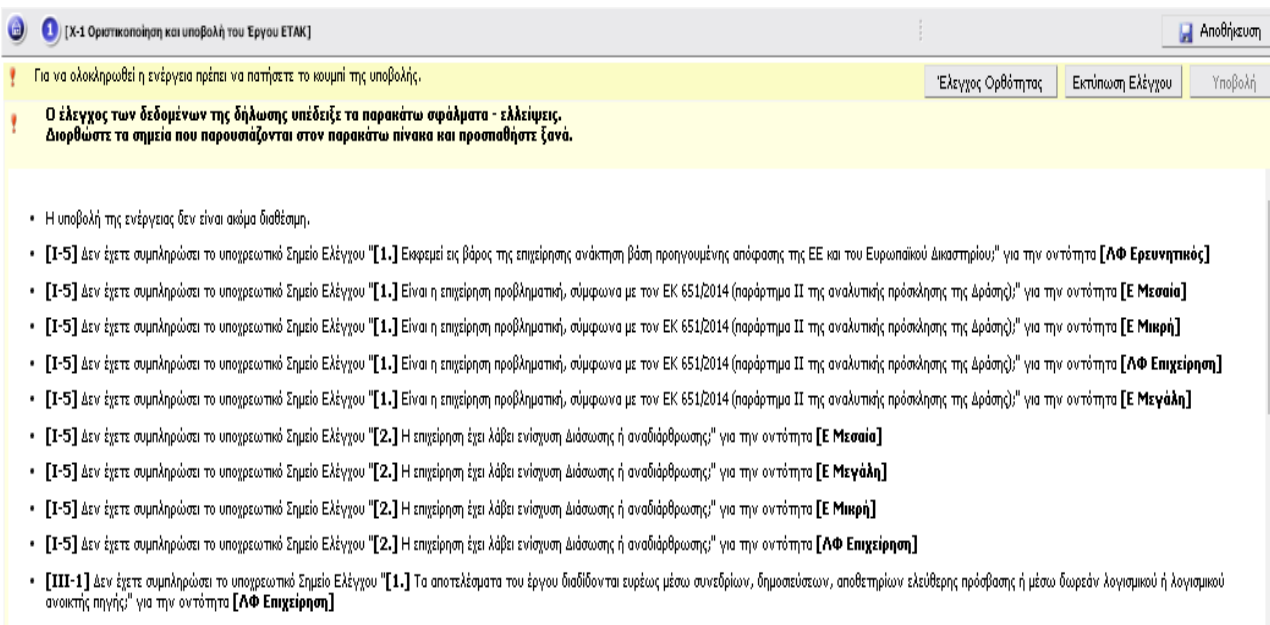 [X-1 Οριστικοποίηση και υποβολή του Έργου ΕΤΑΚ]
Αποθήκευση
Για να ολοκληρωθεί η ενέργεια πρέπει να πατήσετε το κουμπί της υποβολής.
Έλεγχος Ορθότητας
Εκτύπωση Ελέγχου
Υποβολή
Ο έλεγχος των δεδομένων της δήλωσης υπέδειξε τα παρακάτω σφάλματα - ελλείψεις.
Διορθώστε τα σημεία που παρουσιάζονται στον παρακάτω πίνακα και προσπαθήστε ξανά.
• Η υποβολή της ενέργειας δεν είναι ακόμα διαθέσιμη.
• [I-5] Δεν έχετε συμπληρώσει το υποχρεωτικό Σημείο Ελέγχου "[1.] Εκκρεμεί εις βάρος της επιχείρησης ανάκτηση βάση προηγουμένης απόφασης της ΕΕ και του Ευρωπαϊκού Δικαστηρίου;" για την οντότητα [ΛΦ Ερευνητικός]
• [I-5] Δεν έχετε συμπληρώσει το υποχρεωτικό Σημείο Ελέγχου "[1.] Είναι η επιχείρηση προβληματική, σύμφωνα με τον ΕΚ 651/2014 (παράρτημα ΙΙ της αναλυτικής πρόσκλησης της Δράσης);" για την οντότητα [Ε Μεσαία]
• [I-5] Δεν έχετε συμπληρώσει το υποχρεωτικό Σημείο Ελέγχου "[1.] Είναι η επιχείρηση προβληματική, σύμφωνα με τον ΕΚ 651/2014 (παράρτημα ΙΙ της αναλυτικής πρόσκλησης της Δράσης);" για την οντότητα [Ε Μικρή]
• [I-5] Δεν έχετε συμπληρώσει το υποχρεωτικό Σημείο Ελέγχου "[1.] Είναι η επιχείρηση προβληματική, σύμφωνα με τον ΕΚ 651/2014 (παράρτημα ΙΙ της αναλυτικής πρόσκλησης της Δράσης);" για την οντότητα [ΛΦ Επιχείρηση]
• [I-5] Δεν έχετε συμπληρώσει το υποχρεωτικό Σημείο Ελέγχου "[1.] Είναι η επιχείρηση προβληματική, σύμφωνα με τον ΕΚ 651/2014 (παράρτημα ΙΙ της αναλυτικής πρόσκλησης της Δράσης);" για την οντότητα [Ε Μεγάλη]
• [I-5] Δεν έχετε συμπληρώσει το υποχρεωτικό Σημείο Ελέγχου "[2.] Η επιχείρηση έχει λάβει ενίσχυση Διάσωσης ή αναδιάρθρωσης;" για την οντότητα [Ε Μεσαία]
• [I-5] Δεν έχετε συμπληρώσει το υποχρεωτικό Σημείο Ελέγχου "[2.] Η επιχείρηση έχει λάβει ενίσχυση Διάσωσης ή αναδιάρθρωσης;" για την οντότητα [Ε Μεγάλη]
• [I-5] Δεν έχετε συμπληρώσει το υποχρεωτικό Σημείο Ελέγχου "[2.] Η επιχείρηση έχει λάβει ενίσχυση Διάσωσης ή αναδιάρθρωσης;" για την οντότητα [Ε Μικρή]
• [I-5] Δεν έχετε συμπληρώσει το υποχρεωτικό Σημείο Ελέγχου "[2.] Η επιχείρηση έχει λάβει ενίσχυση Διάσωσης ή αναδιάρθρωσης;" για την οντότητα [ΛΦ Επιχείρηση]
• [III-1] Δεν έχετε συμπληρώσει το υποχρεωτικό Σημείο Ελέγχου "[1.] Τα αποτελέσματα του έργου διαδίδονται ευρέως μέσω συνεδρίων, δημοσιεύσεων, αποθετηρίων ελεύθερης πρόσβασης ή μέσω δωρεάν λογισμικού ή λογισμικού
ανοικτής πηγής;" για την οντότητα [ΛΦ Επιχείρηση]